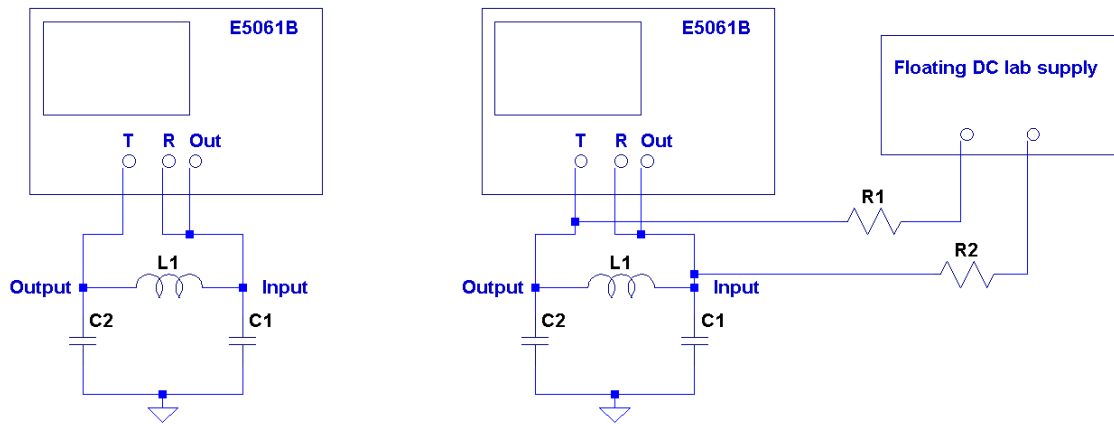 E5061B
T R Out
L1
Output Input
C2 C1
E5061B
T R Out
L1
Output Input
C2 C1
Floating DC lab supply
R1
R2